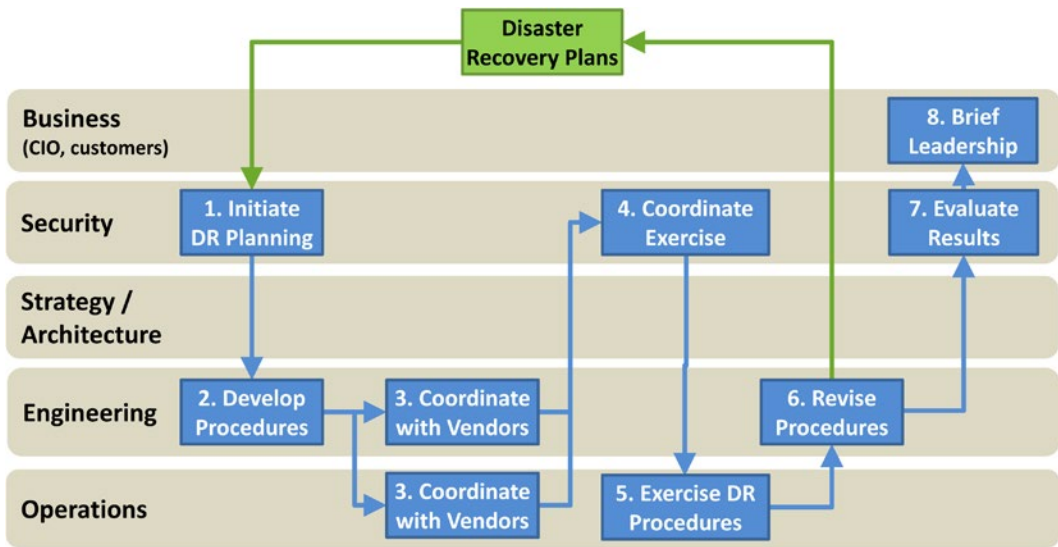 Disaster
Recovery Plans
Business
(CIO, customers)
8. Brief
Leadership
Security
1. Initiate
DR Planning
4. Coordinate
Exercise
7. Evaluate
Results
Strategy /
Architecture
Engineering
2. Develop
Procedures
3. Coordinate
with Vendors
6. Revise
Procedures
Operations
3. Coordinate
with Vendors
5. Exercise DR
Procedures